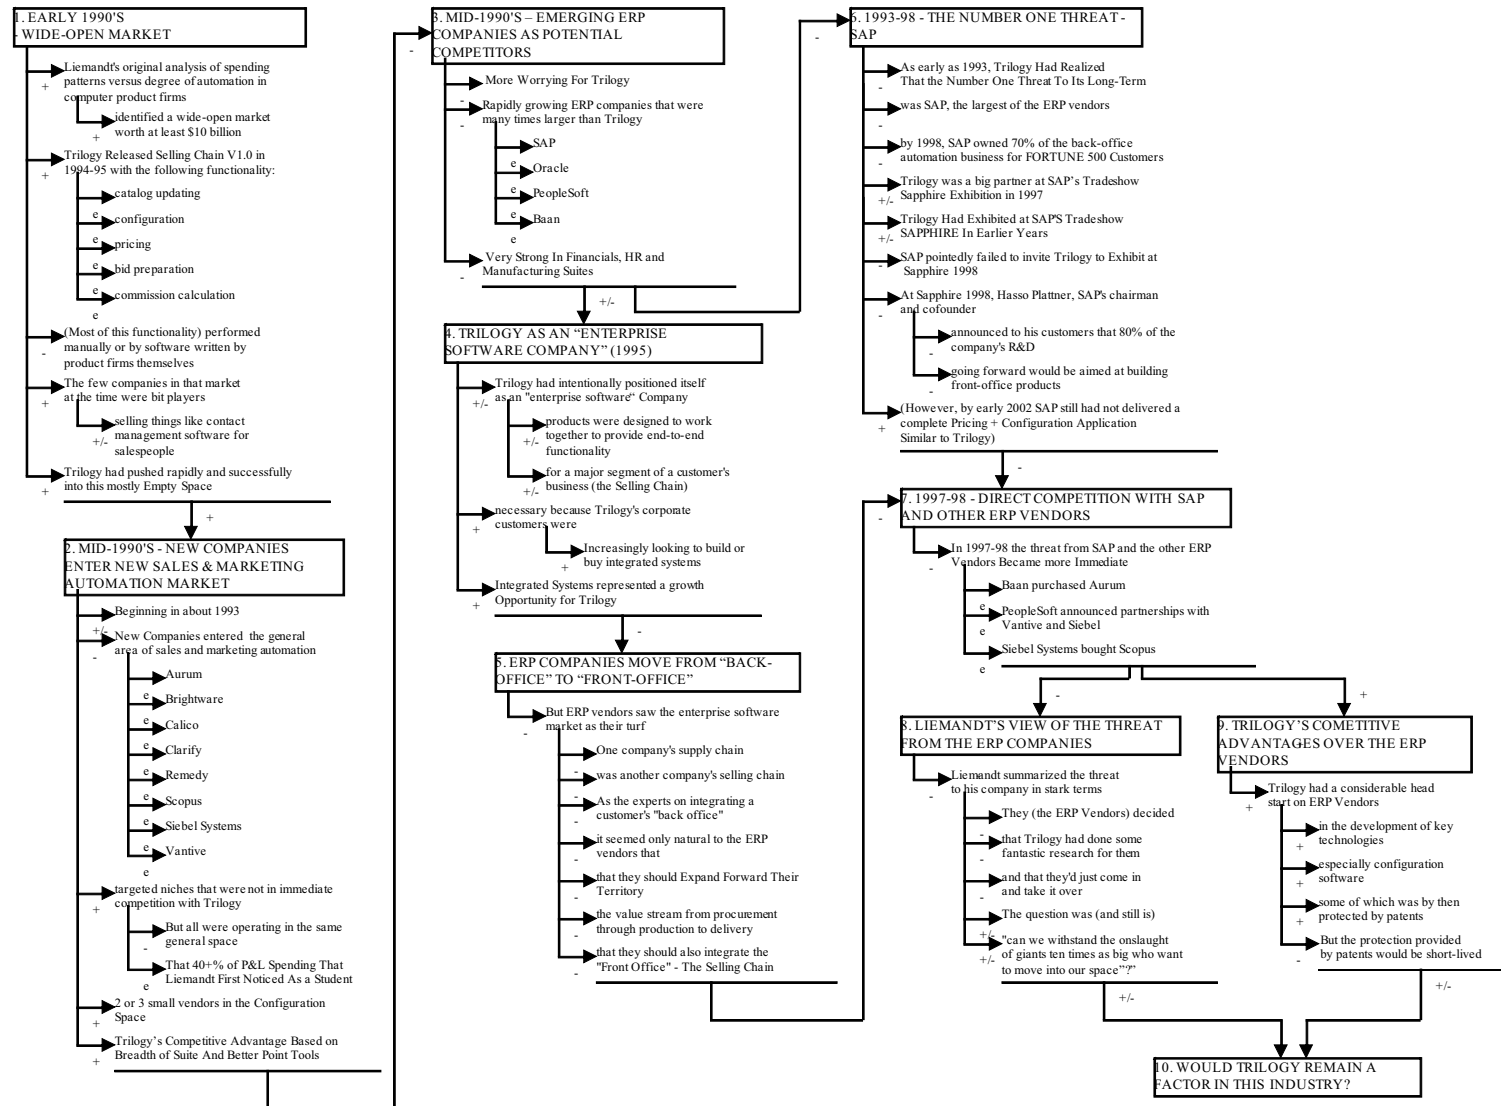 1. EARLY 1990'S
- WIDE-OPEN MARKET
Liemandt's original analysis of spending
patterns versus degree of automation in
computer product firms
+
identified a wide-open market
worth at least $10 billion
+
Trilogy Released Selling Chain V1.0 in
1994-95 with the following functionality:
+
catalog updating
e
configuration
e
pricing
e
bid preparation
e
commission calculation
e
(Most of this functionality) performed
manually or by software written by
product firms themselves
-
The few companies in that market
at the time were bit players
+
selling things like contact
management software for
salespeople
+/-
Trilogy had pushed rapidly and successfully
into this mostly Empty Space
+
+
2. MID-1990'S - NEW COMPANIES
ENTER NEW SALES & MARKETING
AUTOMATION MARKET
Beginning in about 1993
+/-
New Companies entered the general
area of sales and marketing automation
-
Aurum
e
Brightware
e
Calico
e
Clarify
e
Remedy
e
Scopus
e
Siebel Systems
e
Vantive
e
targeted niches that were not in immediate
competition with Trilogy
+
But all were operating in the same
general space
-
That 40+% of P&L Spending That
Liemandt First Noticed As a Student
e
2 or 3 small vendors in the Configuration
Space
+
Trilogy's Competitive Advantage Based on
Breadth of Suite And Better Point Tools
+
-
3. MID-1990'S – EMERGING ERP
COMPANIES AS POTENTIAL
COMPETITORS
More Worrying For Trilogy
-
Rapidly growing ERP companies that were
many times larger than Trilogy
-
SAP
e
Oracle
e
PeopleSoft
e
Baan
e
Very Strong In Financials, HR and
Manufacturing Suites
-
+/-
4. TRILOGY AS AN “ENTERPRISE
SOFTWARE COMPANY” (1995)
Trilogy had intentionally positioned itself
as an "enterprise software“ Company
+/-
products were designed to work
together to provide end-to-end
functionality
+/-
for a major segment of a customer's
business (the Selling Chain)
+/-
necessary because Trilogy's corporate
customers were
+
Increasingly looking to build or
buy integrated systems
+
Integrated Systems represented a growth
Opportunity for Trilogy
+
-
5. ERP COMPANIES MOVE FROM “BACK-
OFFICE” TO “FRONT-OFFICE”
But ERP vendors saw the enterprise software
market as their turf
-
One company's supply chain
-
was another company's selling chain
-
As the experts on integrating a
customer's "back office"
-
it seemed only natural to the ERP
vendors that
-
that they should Expand Forward Their
Territory
-
the value stream from procurement
through production to delivery
-
that they should also integrate the
"Front Office" - The Selling Chain
-
-
6. 1993-98 - THE NUMBER ONE THREAT -
SAP
As early as 1993, Trilogy Had Realized
That the Number One Threat To Its Long-Term
-
was SAP, the largest of the ERP vendors
-
by 1998, SAP owned 70% of the back-office
automation business for FORTUNE 500 Customers
-
Trilogy was a big partner at SAP’s Tradeshow
Sapphire Exhibition in 1997
+/-
Trilogy Had Exhibited at SAP'S Tradeshow
SAPPHIRE In Earlier Years
+/-
SAP pointedly failed to invite Trilogy to Exhibit at
Sapphire 1998
-
At Sapphire 1998, Hasso Plattner, SAP's chairman
and cofounder
-
announced to his customers that 80% of the
company's R&D
-
going forward would be aimed at building
front-office products
-
(However, by early 2002 SAP still had not delivered a
complete Pricing + Configuration Application
Similar to Trilogy)
+
-
-
7. 1997-98 - DIRECT COMPETITION WITH SAP
AND OTHER ERP VENDORS
In 1997-98 the threat from SAP and the other ERP
Vendors Became more Immediate
-
Baan purchased Aurum
e
PeopleSoft announced partnerships with
Vantive and Siebel
e
Siebel Systems bought Scopus
e
-
8. LIEMANDT’S VIEW OF THE THREAT
FROM THE ERP COMPANIES
Liemandt summarized the threat
to his company in stark terms
-
They (the ERP Vendors) decided
-
that Trilogy had done some
fantastic research for them
-
and that they'd just come in
and take it over
-
The question was (and still is)
+/-
"can we withstand the onslaught
of giants ten times as big who want
to move into our space”?”
+/-
+/-
+
9. TRILOGY’S COMETITIVE
ADVANTAGES OVER THE ERP
VENDORS
Trilogy had a considerable head
start on ERP Vendors
+
in the development of key
technologies
+
especially configuration
software
+
some of which was by then
protected by patents
+
But the protection provided
by patents would be short-lived
-
+/-
10. WOULD TRILOGY REMAIN A
FACTOR IN THIS INDUSTRY?